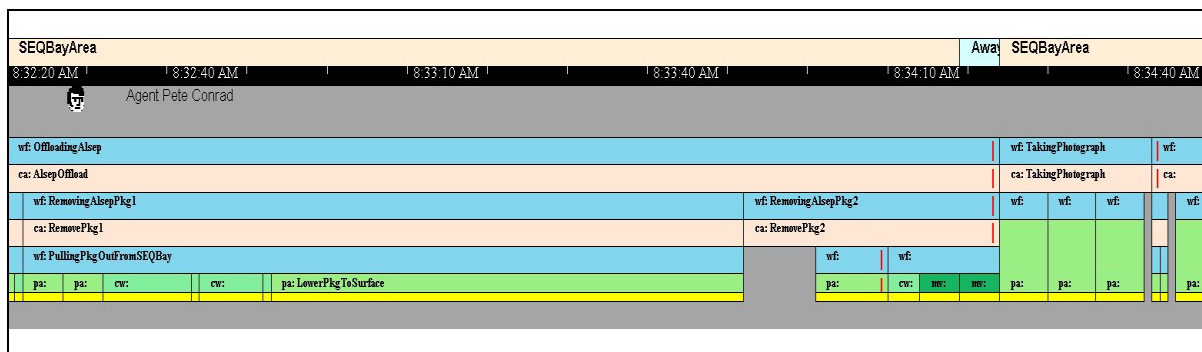 SEQBayArea Away SEQBayArea
8:32:20 AM 8:32:40 AM 8:33:10 AM 8:33:40 AM 8:34:10 AM 8:34:40 AM
Agent Pete Conrad
wf: OffloadingAlsep wf: TakingPhotograph wf:
ca: AlsepOffload ca: TakingPhotograph ca:
wf: RemovingAlsepPkg1 wf: RemovingAlsepPkg2 wf: wf: wf: wf:
ca: RemovePkg1 ca: RemovePkg2
wf: PullingPkgOutFromSEQBay wf: wf:
pa: pa: cw: cw: pa: LowerPkgToSurface pa: cw: mv: mv: pa: pa: pa: pa: